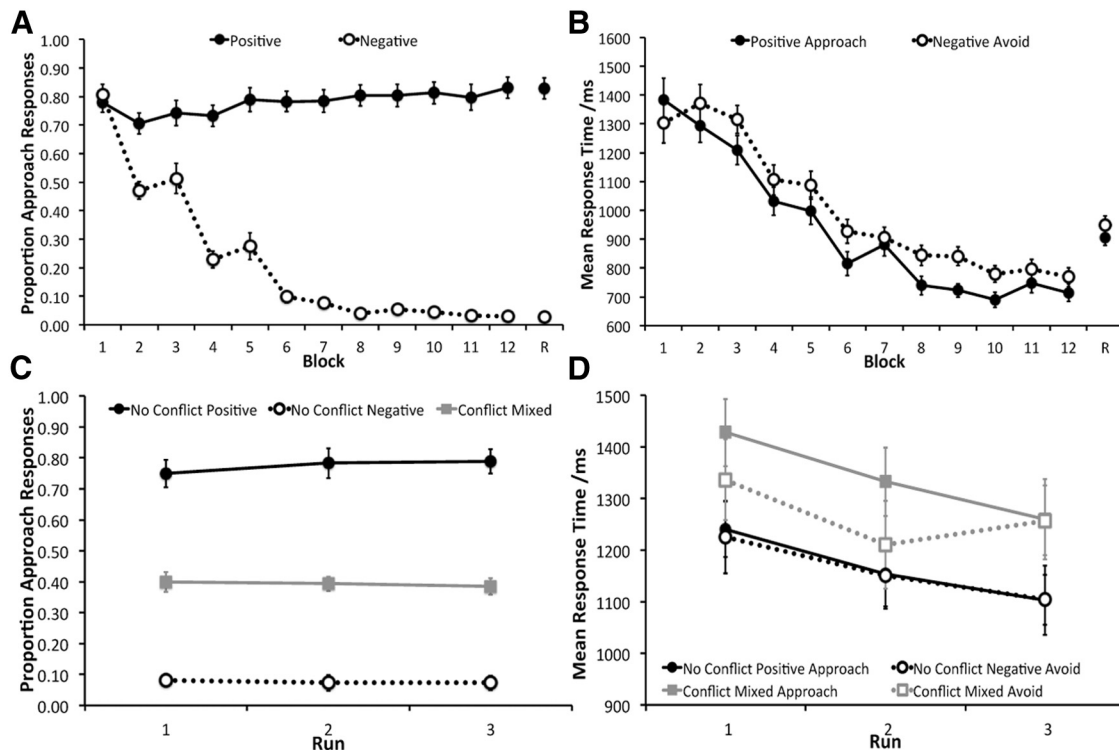 A
Positive
Negative
Proportion Approach Responses
1.00
0.90
0.80
0.70
0.60
0.50
0.40
0.30
0.20
0.10
0.00
1 2 3 4 5 6 7 8 9 10 11 12 R
Block
B
Positive Approach
Negative Avoid
Mean Response Time /ms
1600
1500
1400
1300
1200
1100
1000
900
800
700
600
1 2 3 4 5 6 7 8 9 10 11 12 R
Block
C
No Conflict Positive
No Conflict Negative
Conflict Mixed
Proportion Approach Responses
1.00
0.90
0.80
0.70
0.60
0.50
0.40
0.30
0.20
0.10
0.00
1 2 3
Run
D
Mean Response Time /ms
1500
1400
1300
1200
1100
1000
900
No Conflict Positive Approach
No Conflict Negative Avoid
Conflict Mixed Approach
Conflict Mixed Avoid
1 2 3
Run